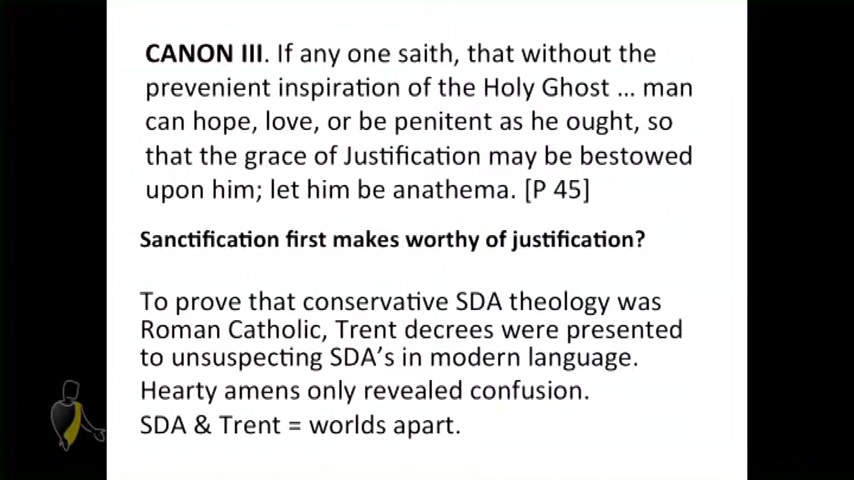 CANON III. If any one saith, that without the
prevenient inspiration of the Holy Ghost ... man
can hope, love, or be penitent as he ought, so
that the grace of Justification may be bestowed
upon him; let him be anathema. [P 45]
Sanctification first makes worthy of justification?
To prove that conservative SDA theology was
Roman Catholic, Trent decrees were presented
to unsuspecting SDA's in modern language.
Hearty amens only revealed confusion.
SDA & Trent = worlds apart.